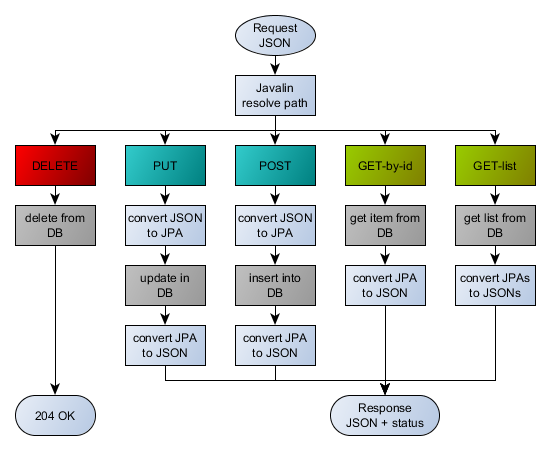 Request
JSON
Javalin
resolve path
DELETE
PUT
POST
GET-by-id
GET-list
delete from
DB
convert JSON
to JPA
convert JSON
to JPA
get item from
DB
get list from
DB
update in
DB
insert into
DB
convert JPA
to JSON
convert JPAs
to JSONs
convert JPA
to JSON
convert JPA
to JSON
204 OK
Response
JSON + status